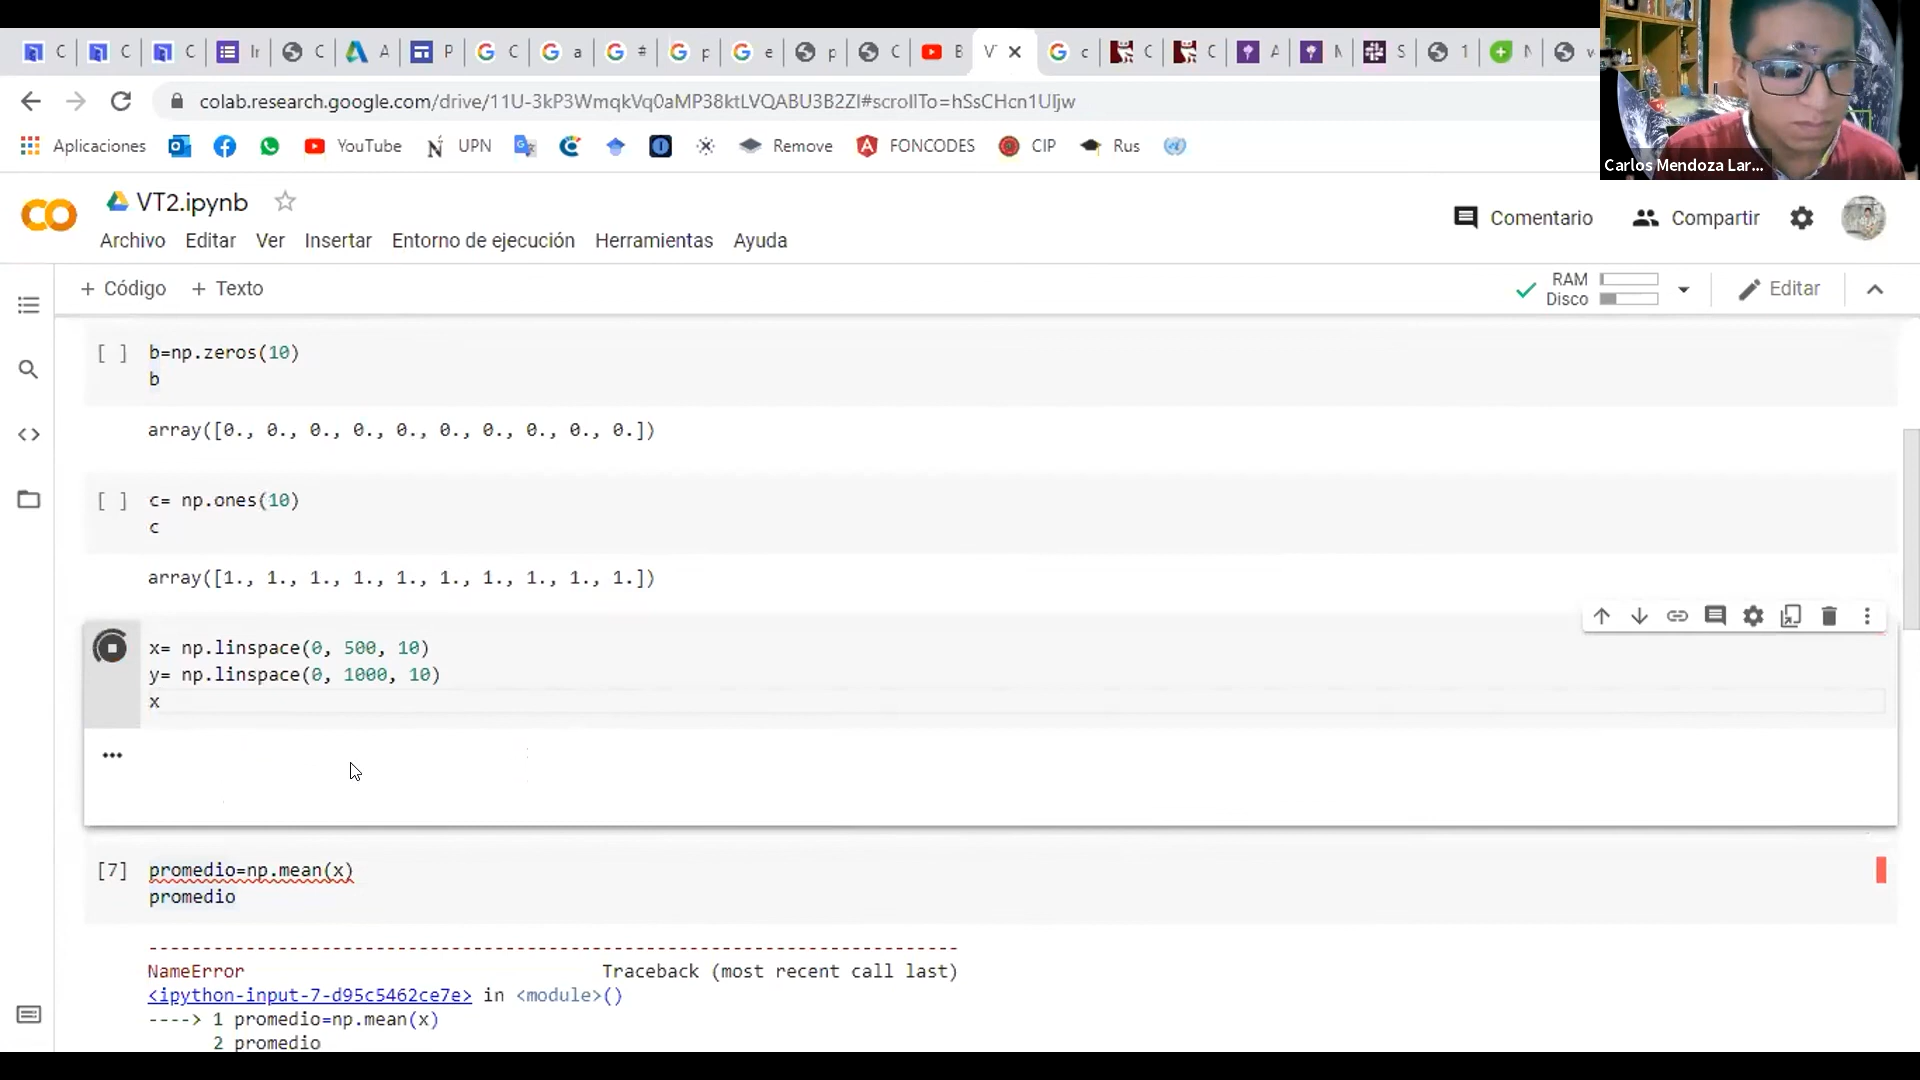 C C C Ir C A P C a # p e p C B V1 c C C A N S 1 N v
colab.research.google.com/drive/11U-3kP3WmqkVq0aMP38ktLVQABU3B2ZI#scrollTo=hSsCHcn1UIjw
Aplicaciones YouTube UPN Remove FONCODES CIP Rus
Carlos Mendoza Lar...
VT2.ipynb
Comentario Compartir
Archivo Editar Ver Insertar Entorno de ejecución Herramientas Ayuda
+ Código + Texto
RAM
Disco
Editar
[ ] b=np.zeros(10)
b
array([0., 0., 0., 0., 0., 0., 0., 0., 0., 0.])
[ ] c= np.ones(10)
c
array([1., 1., 1., 1., 1., 1., 1., 1., 1., 1.])
x= np.linspace(0, 500, 10)
y= np.linspace(0, 1000, 10)
x
[7] promedio=np.mean(x)
promedio
---------------------------------------------------------------------------
NameError Traceback (most recent call last)
<ipython-input-7-d95c5462ce7e> in <module>()
----> 1 promedio=np.mean(x)
2 promedio